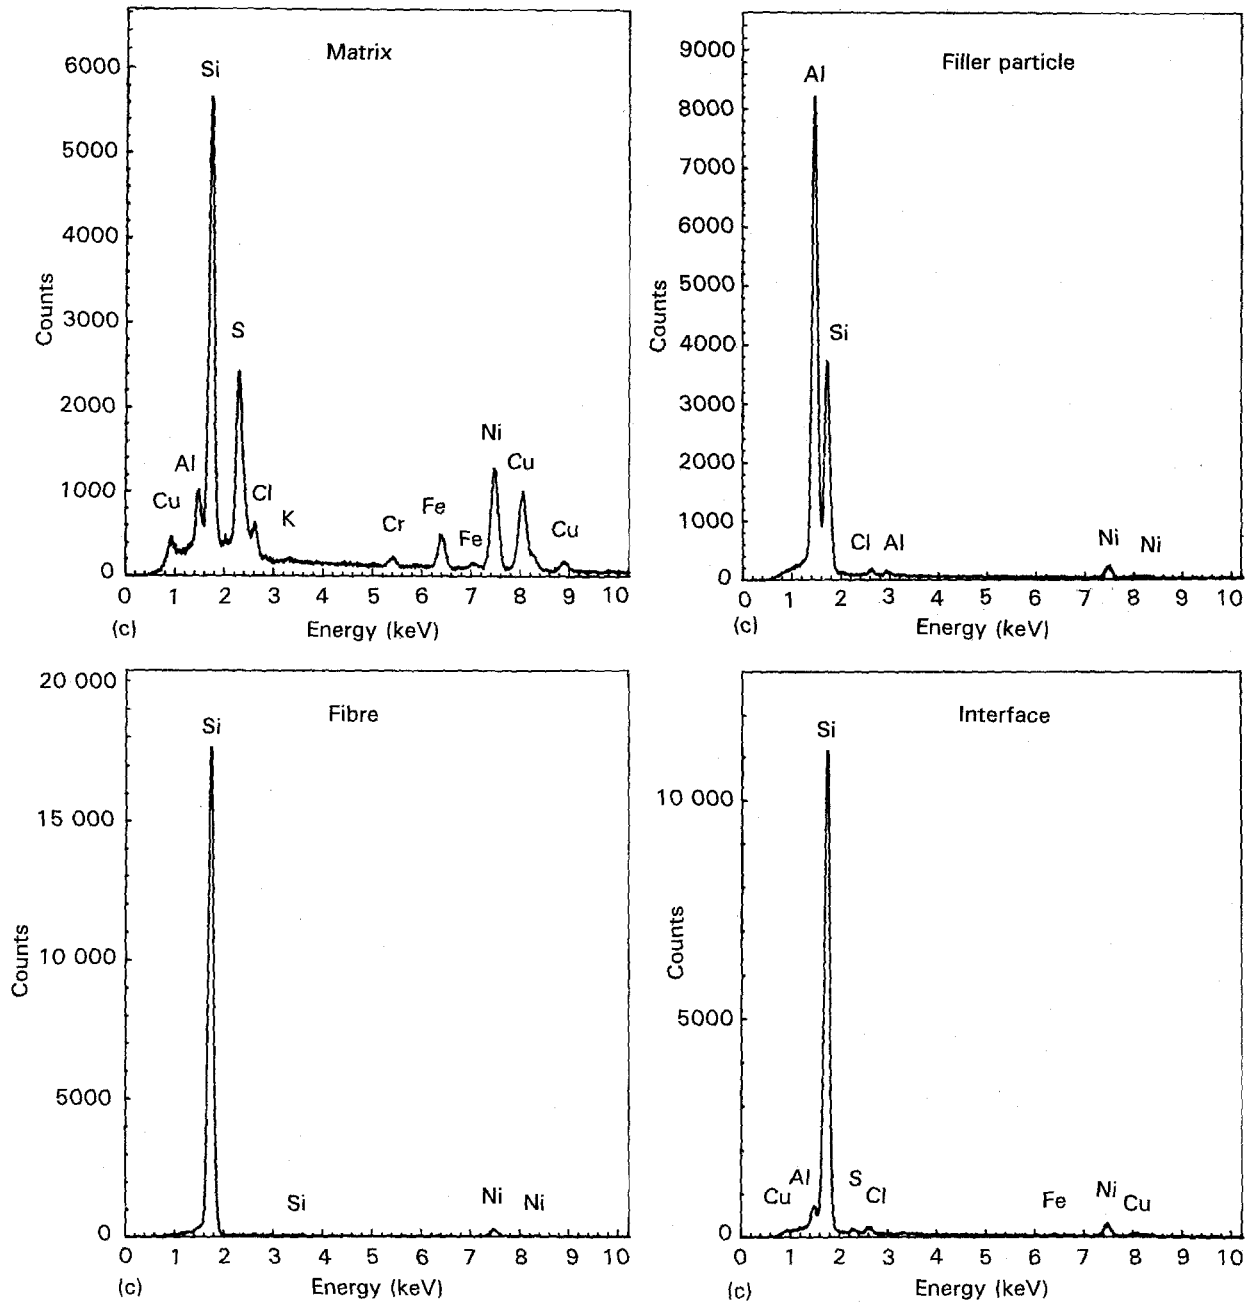 Matrix
6000
5000
4000
3000
2000
1000
0
Counts
Si
S
Al
Cu
Cl
K
Cr
Fe
Fe
Ni
Cu
Cu
0 1 2 3 4 5 6 7 8 9 10
(c)
Energy (keV)
Filler particle
9000
8000
7000
6000
5000
4000
3000
2000
1000
0
Counts
Al
Si
Cl
Al
Ni
Ni
0 1 2 3 4 5 6 7 8 9 10
(c)
Energy (keV)
Fibre
20 000
15 000
10 000
5000
0
Counts
Si
Si
Ni
Ni
0 1 2 3 4 5 6 7 8 9 10
(c)
Energy (keV)
Interface
10 000
5000
0
Counts
Si
Al
Cu
S
Cl
Fe
Ni
Cu
0 1 2 3 4 5 6 7 8 9 10
(c)
Energy (keV)